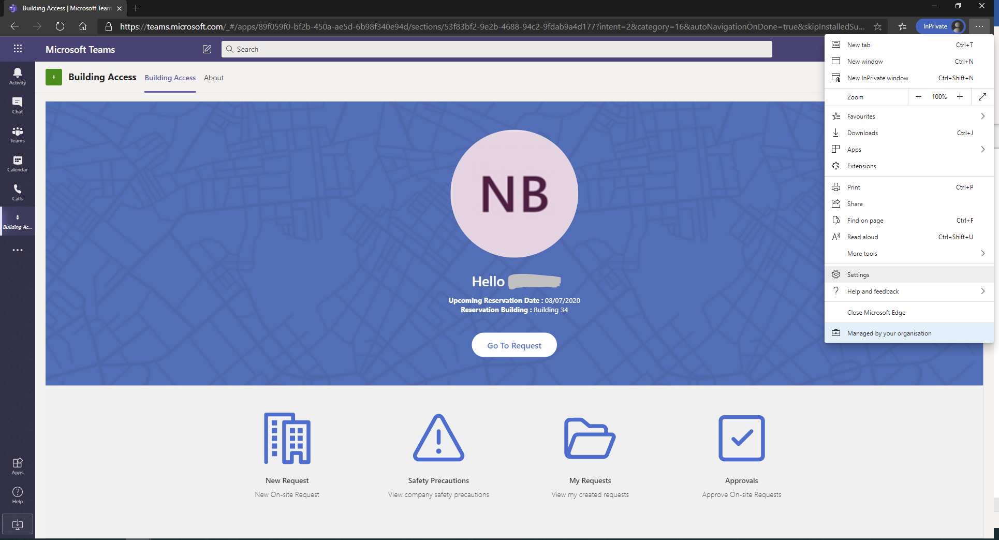 Building Access | Microsoft Team
https://teams.microsoft.com/_#/apps/89f059f0-bf2b-450a-ae5d-6b98f340e94d/sections/53f83bf2-9e2b-4688-94c2-9fdab9a4d177?intent=2&category=16&autoNavigationOnDone=true&skipInstalledSu...
InPrivate
Microsoft Teams
Search
Activity
Chat
Teams
Calendar
Calls
Building Ac...
Apps
Help
Building Access
Building Access
About
NB
Hello
Upcoming Reservation Date : 08/07/2020
Reservation Building : Building 34
Go To Request
New Request
New On-site Request
Safety Precautions
View company safety precautions
My Requests
View my created requests
Approvals
Approve On-site Requests
New tab Ctrl+T
New window Ctrl+N
New InPrivate window Ctrl+Shift+N
Zoom 100%
Favourites
Downloads Ctrl+J
Apps
Extensions
Print Ctrl+P
Share
Find on page Ctrl+F
Read aloud Ctrl+Shift+U
More tools
Settings
Help and feedback
Close Microsoft Edge
Managed by your organisation